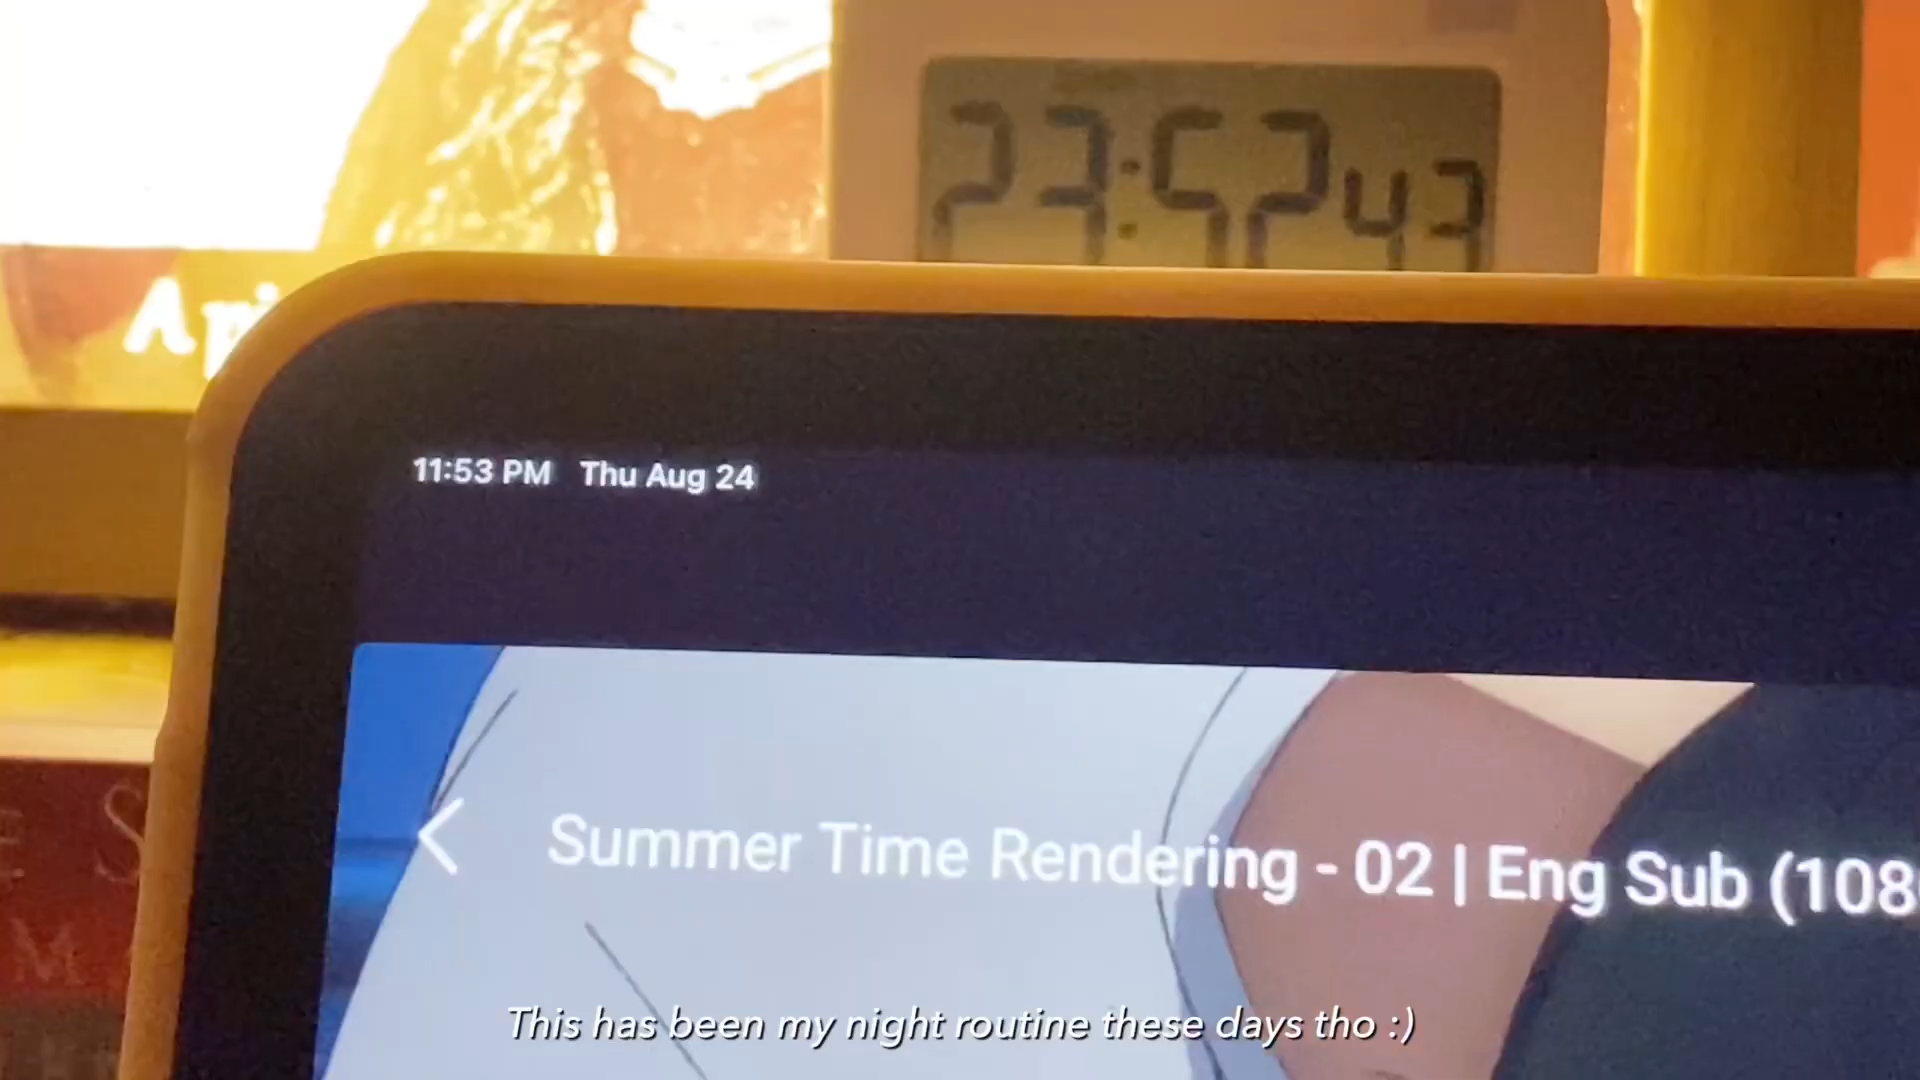 23:52 43
Ap
11:53 PM Thu Aug 24
S
Summer Time Rendering - 02 | Eng Sub (108
M
This has been my night routine these days tho :)